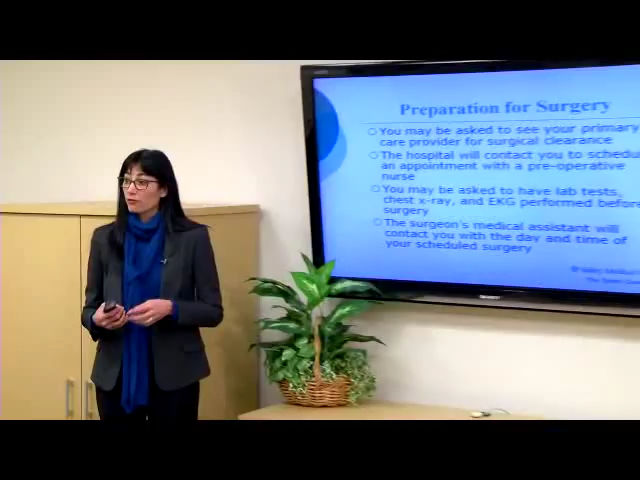 Preparation for Surgery
You may be asked to see your primary
care provider for surgical clearance
The hospital will contact you to schedul
an appointment with a pre-operative
nurse
You may be asked to have lab tests,
chest x-ray, and EKG performed before
surgery
The surgeon's medical assistant will
contact you with the day and time of
your scheduled surgery
SHARP